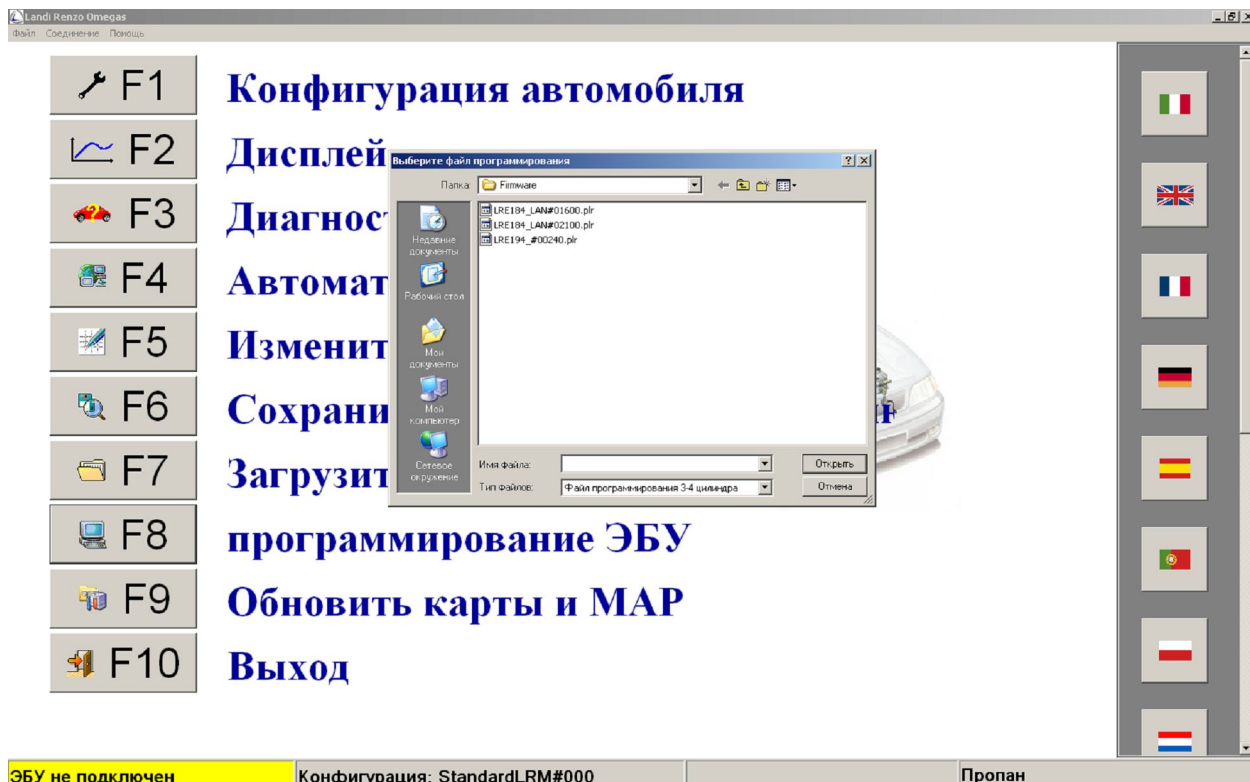 Landi Renzo Omegas
Файл Соединение Помощь
F1 Конфигурация автомобиля
F2 Дисплей
F3 Диагнос
F4 Автомат
F5 Изменит
F6 Сохрани
F7 Загрузит
F8 программирование ЭБУ
F9 Обновить карты и MAP
F10 Выход
Выберите файл программирования
Папка Firmware
LRE184_LAN#01600.plr
LRE184_LAN#02100.plr
LRE194_#00240.plr
Недавние документы
Рабочий стол
Мои документы
Мой компьютер
Сетевое окружение
Имя файла:
Открыть
Тип файлов: Файл программирования 3-4 цилиндра
Отмена
ЭБУ не подключен
Конфигурация: StandardLRM#000
Пропан